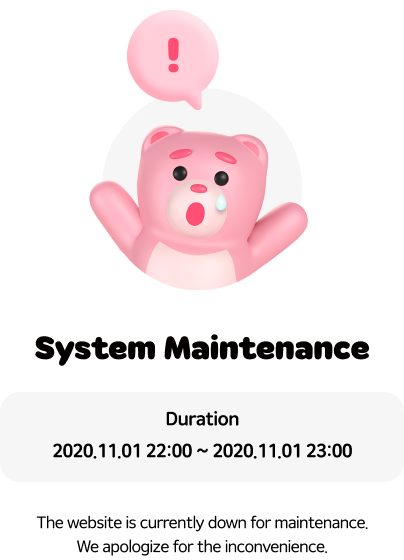 !
System Maintenance
Duration
2020.11.01 22:00 ~ 2020.11.01 23:00
The website is currently down for maintenance.
We apologize for the inconvenience.